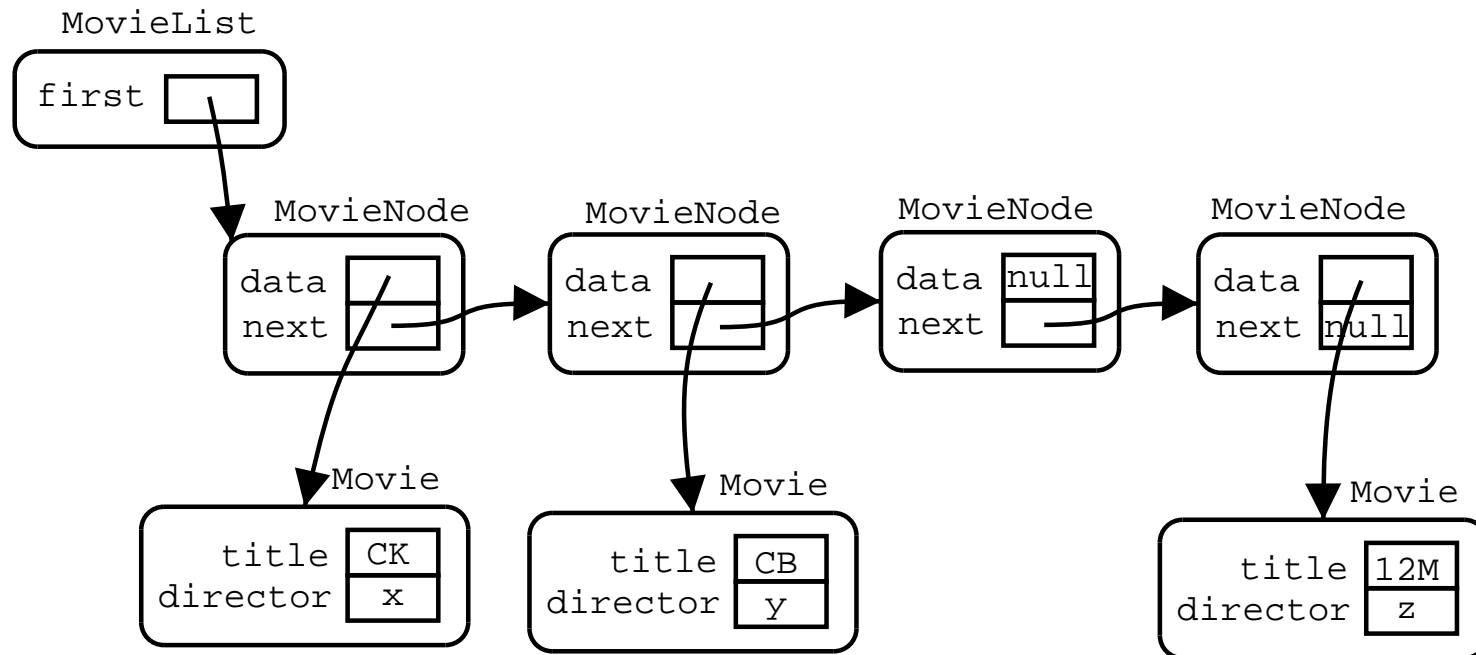 MovieList
first
MovieNode MovieNode MovieNode MovieNode
data data data null data
next next next next null
Movie Movie Movie
title CK title CB title 12M
director x director y director z